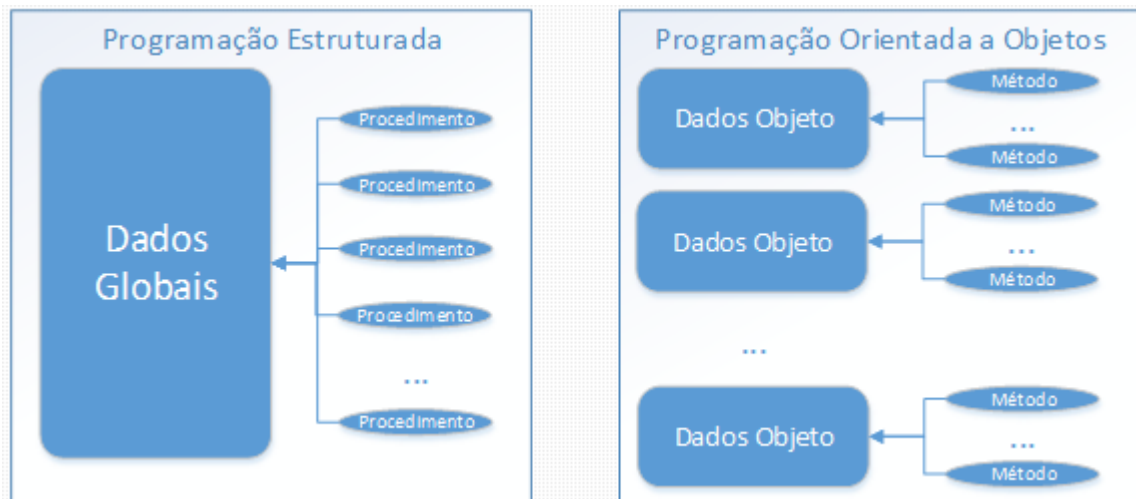 Programação Estruturada
Dados
Globais
Procedimento
Procedimento
Procedimento
Procedimento
...
Procedimento
Programação Orientada a Objetos
Dados Objeto
Método
...
Método
Dados Objeto
Método
...
Método
...
Dados Objeto
Método
...
Método